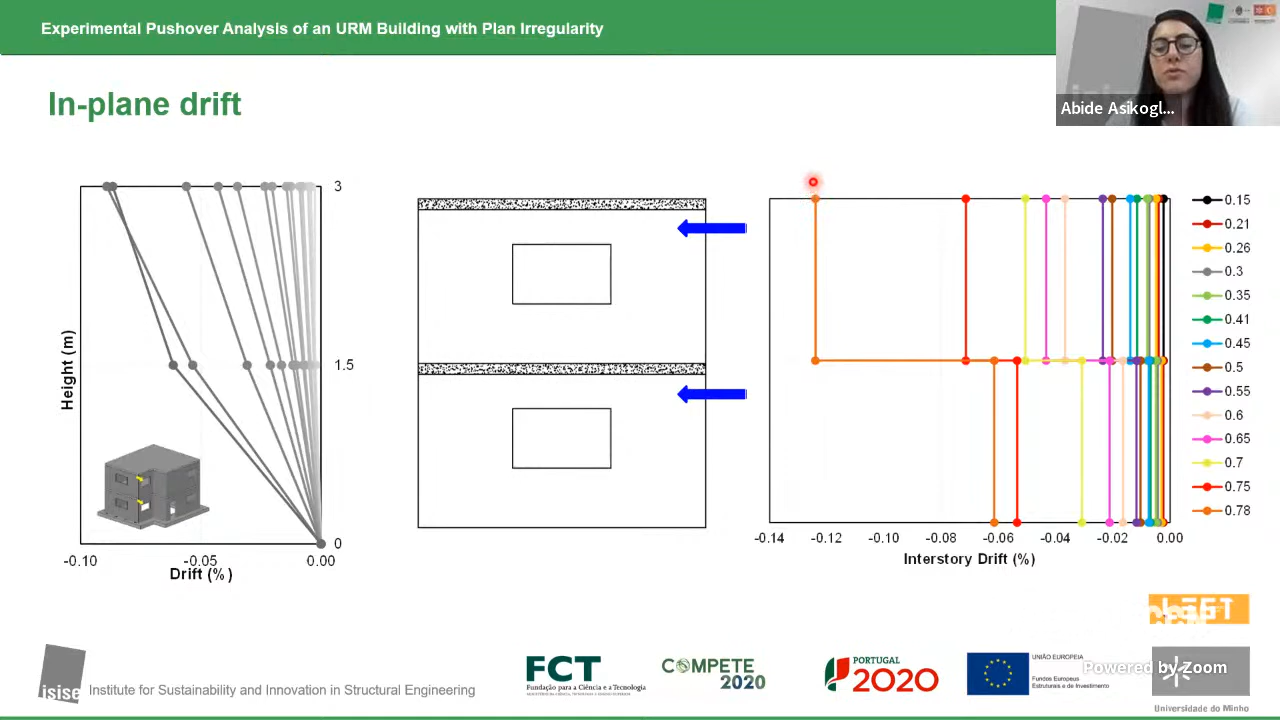 Experimental Pushover Analysis of an URM Building with Plan Irreguiarity
Abide Asikogl...
In-plane drift
Height (m)
3
1.5
0
-0.10
-0.05
0.00
Drift (%)
-0.14
-0.12
-0.10
-0.08
-0.06
-0.04
-0.02
0.00
Interstory Drift (%)
0.15
0.21
0.26
0.3
0.35
0.41
0.45
0.5
0.55
0.6
0.65
0.7
0.75
0.78
isise
Institute for Sustainability and Innovation in Structural Engineering
FCT
Fundação para a Ciência e a Tecnologia
COMPETE
2020
PORTUGAL
2020
UNIÃO EUROPEIA
Fundos Europeus
Estruturais e de Investimento
Powered by Zoom
Universidade do Minho